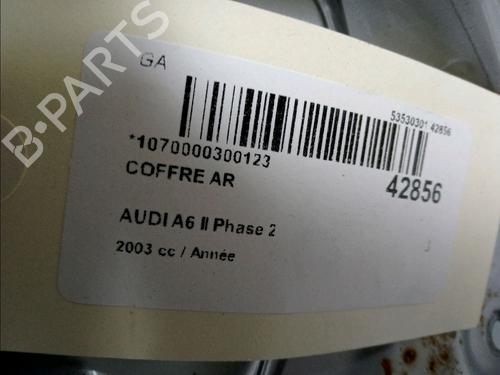 B-PARTS
GA
53530301 42856
*1070000300123
COFFRE AR
42856
AUDI A6 II Phase 2
2003 cc / Année
J